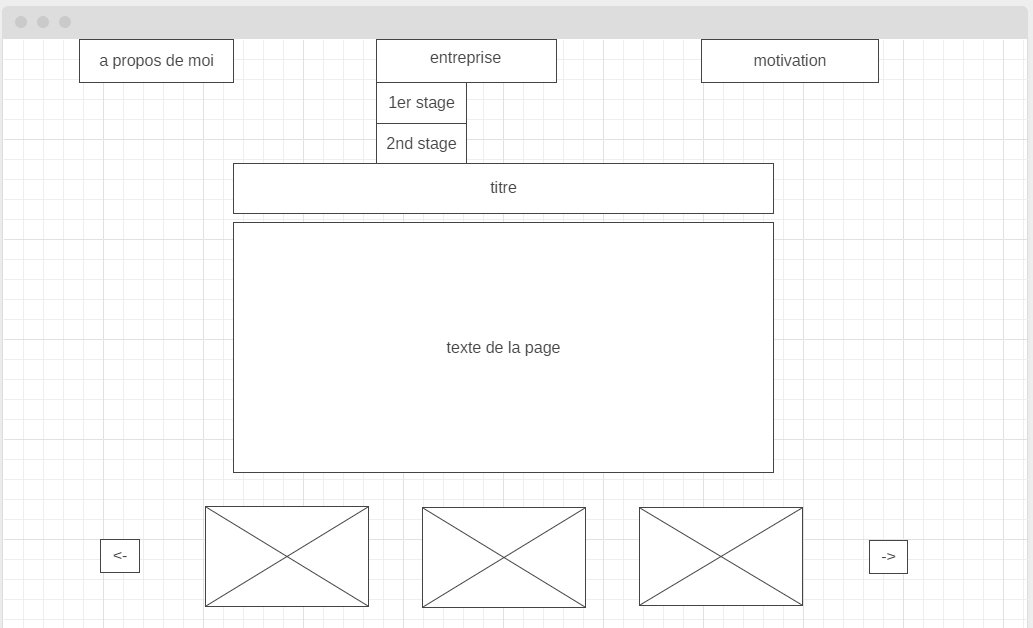 a propos de moi
entreprise
motivation
1er stage
2nd stage
titre
texte de la page
<-
->